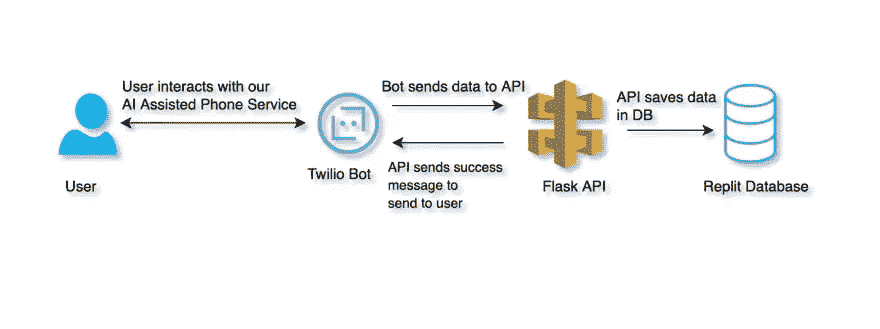 User interacts with our
AI Assisted Phone Service
User
Twilio Bot
Bot sends data to API
API sends success
message to
send to user
Flask API
API saves data
in DB
Replit Database